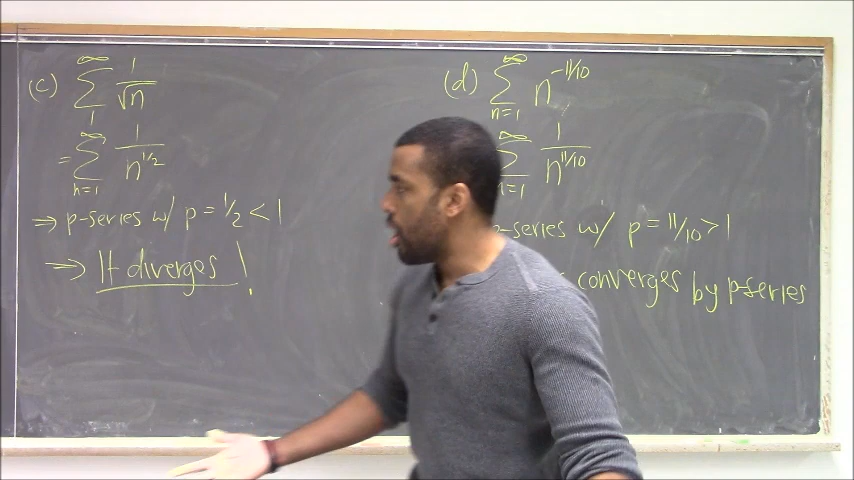 (c) ∑ 1/√n
∞
1
= ∑ 1/n^1/2
∞
n=1
⇒ p-series w/ p = 1/2 < 1
⇒ It diverges!
(d) ∑ n^-11/10
∞
n=1
∑ 1/n^11/10
∞
n=1
p-series w/ p = 11/10 > 1
converges by p-series